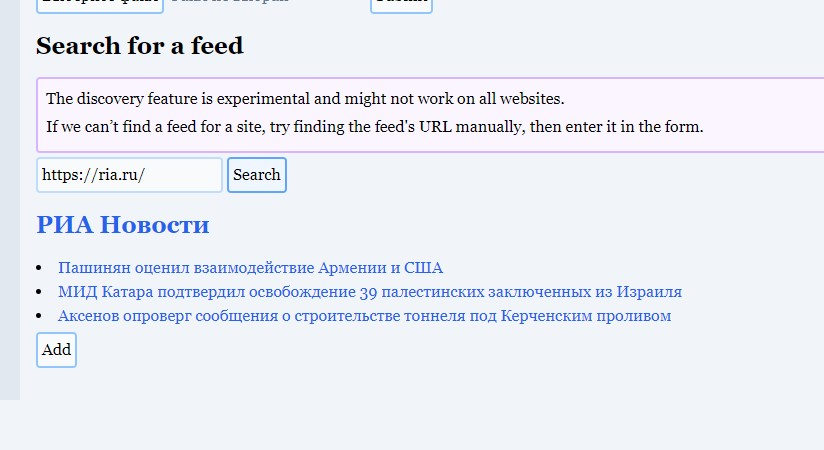 Search for a feed
The discovery feature is experimental and might not work on all websites.
If we can’t find a feed for a site, try finding the feed's URL manually, then enter it in the form.
https://ria.ru/
Search
РИА Новости
Пашинян оценил взаимодействие Армении и США
МИД Катара подтвердил освобождение 39 палестинских заключенных из Израиля
Аксенов опроверг сообщения о строительстве тоннеля под Керченским проливом
Add